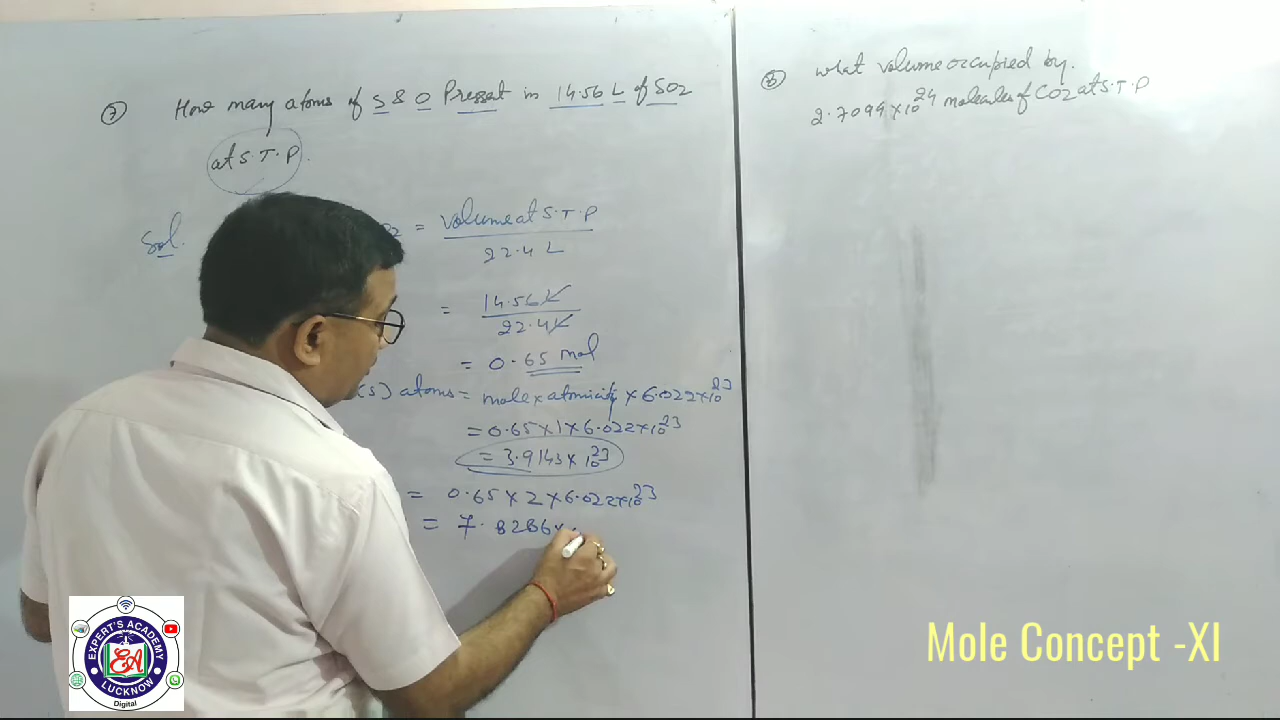 ⑦ How many atoms of S & O Present in 14.56 L of SO2
at S.T.P.
Sol.
= volume at S.T.P
22.4 L
= 14.56 L
22.4 L
= 0.65 mol
(S) atoms = mole x atomicity x 6.022 x 10^23
= 0.65 x 1 x 6.022 x 10^23
= 3.9143 x 10^23
= 0.65 x 2 x 6.022 x 10^23
= 7.8286 x
⑧ what volume occupied by.
2.7099 x 10^24 molecules of CO2 at S.T.P
EXPERT'S ACADEMY
EA
LUCKNOW
Digital
Mole Concept -XI